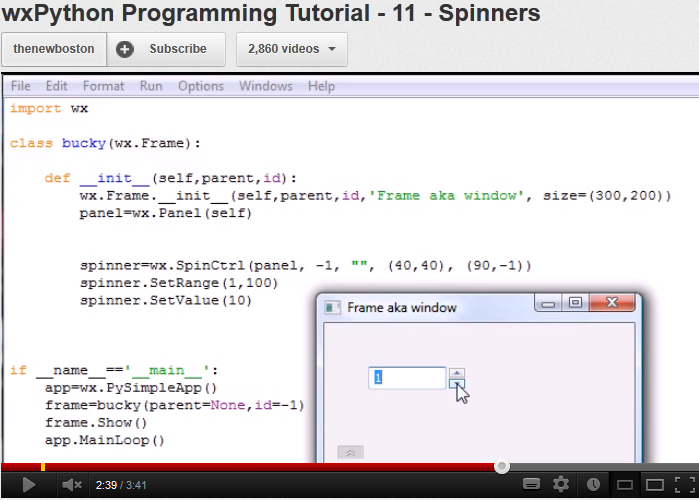 wxPython Programming Tutorial - 11 - Spinners
thenewboston Subscribe 2,860 videos
File Edit Format Run Options Windows Help
import wx
class bucky(wx.Frame):
def __init__(self,parent,id):
wx.Frame.__init__(self,parent,id,'Frame aka window', size=(300,200))
panel=wx.Panel(self)
spinner=wx.SpinCtrl(panel, -1, "", (40,40), (90,-1))
spinner.SetRange(1,100)
spinner.SetValue(10)
Frame aka window
1
if __name__=='__main__':
app=wx.PySimpleApp()
frame=bucky(parent=None,id=-1)
frame.Show()
app.MainLoop()
2:39 / 3:41